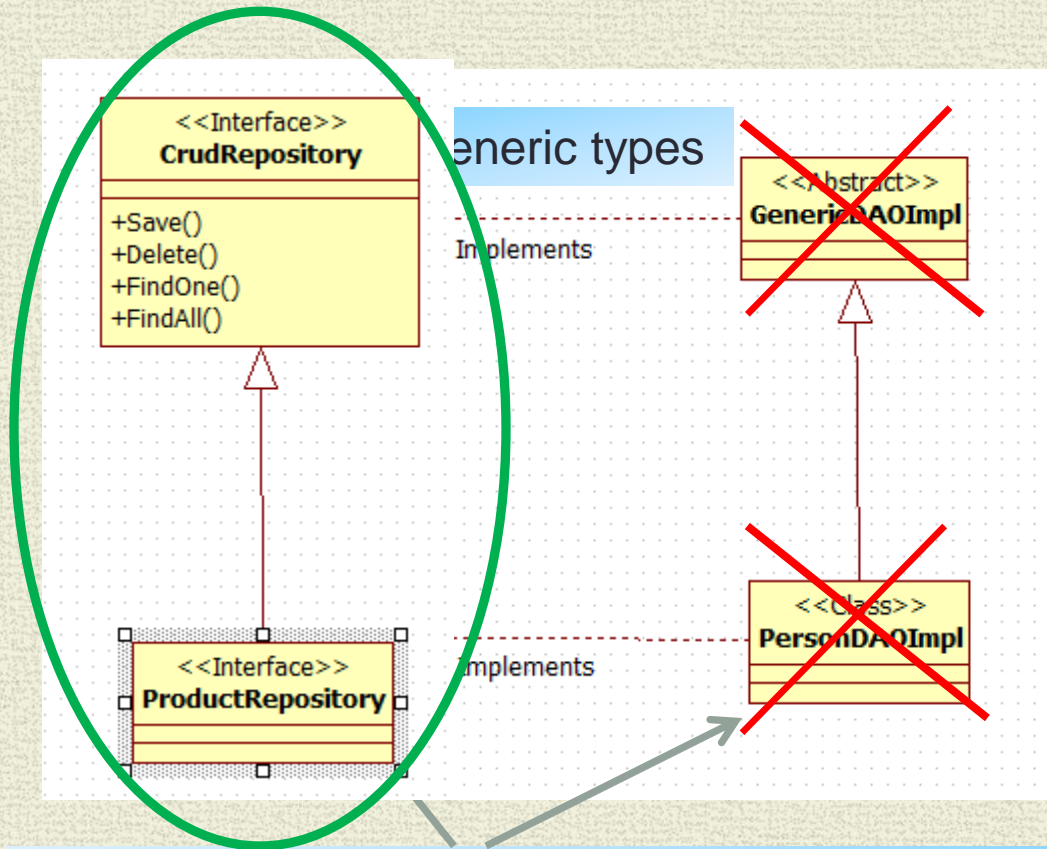 <<Interface>>
CrudRepository
+Save()
+Delete()
+FindOne()
+FindAll()
eneric types
<<Abstract>>
GenericDAOImpl
Implements
<<Interface>>
ProductRepository
Implements
<<Class>>
PersonDAOImpl